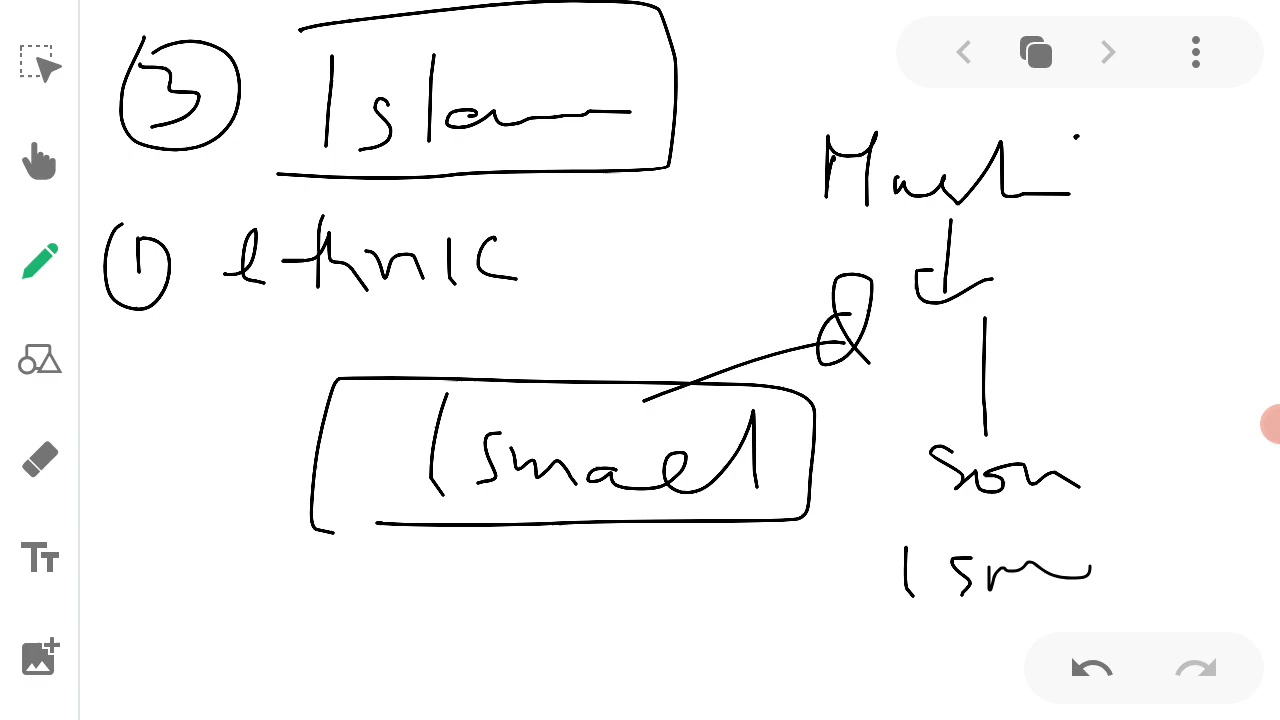 3 Islam
1 ethnic
Ismael
son
Ism